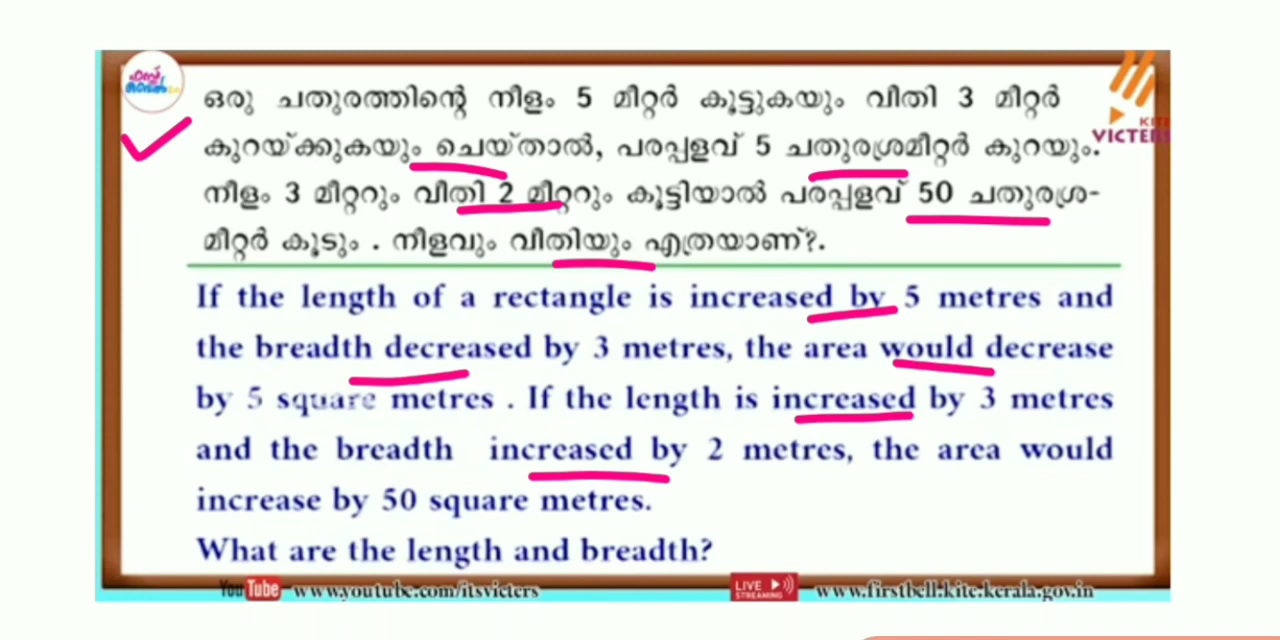 ഒരു ചതുരത്തിന്റെ നീളം 5 മീറ്റർ കൂട്ടുകയും വീതി 3 മീറ്റർ
കുറയ്ക്കുകയും ചെയ്താൽ, പരപ്പളവ് 5 ചതുരശ്രമീറ്റർ കുറയും.
നീളം 3 മീറ്ററും വീതി 2 മീറ്ററും കൂട്ടിയാൽ പരപ്പളവ് 50 ചതുരശ്ര-
മീറ്റർ കൂടും . നീളവും വീതിയും എത്രയാണ്?.
KITE
VICTERS
If the length of a rectangle is increased by 5 metres and
the breadth decreased by 3 metres, the area would decrease
by 5 square metres . If the length is increased by 3 metres
and the breadth increased by 2 metres, the area would
increase by 50 square metres.
What are the length and breadth?
YouTube www.youtube.com/itsvicters
LIVE STREAMING www.firstbell.kite.kerala.gov.in